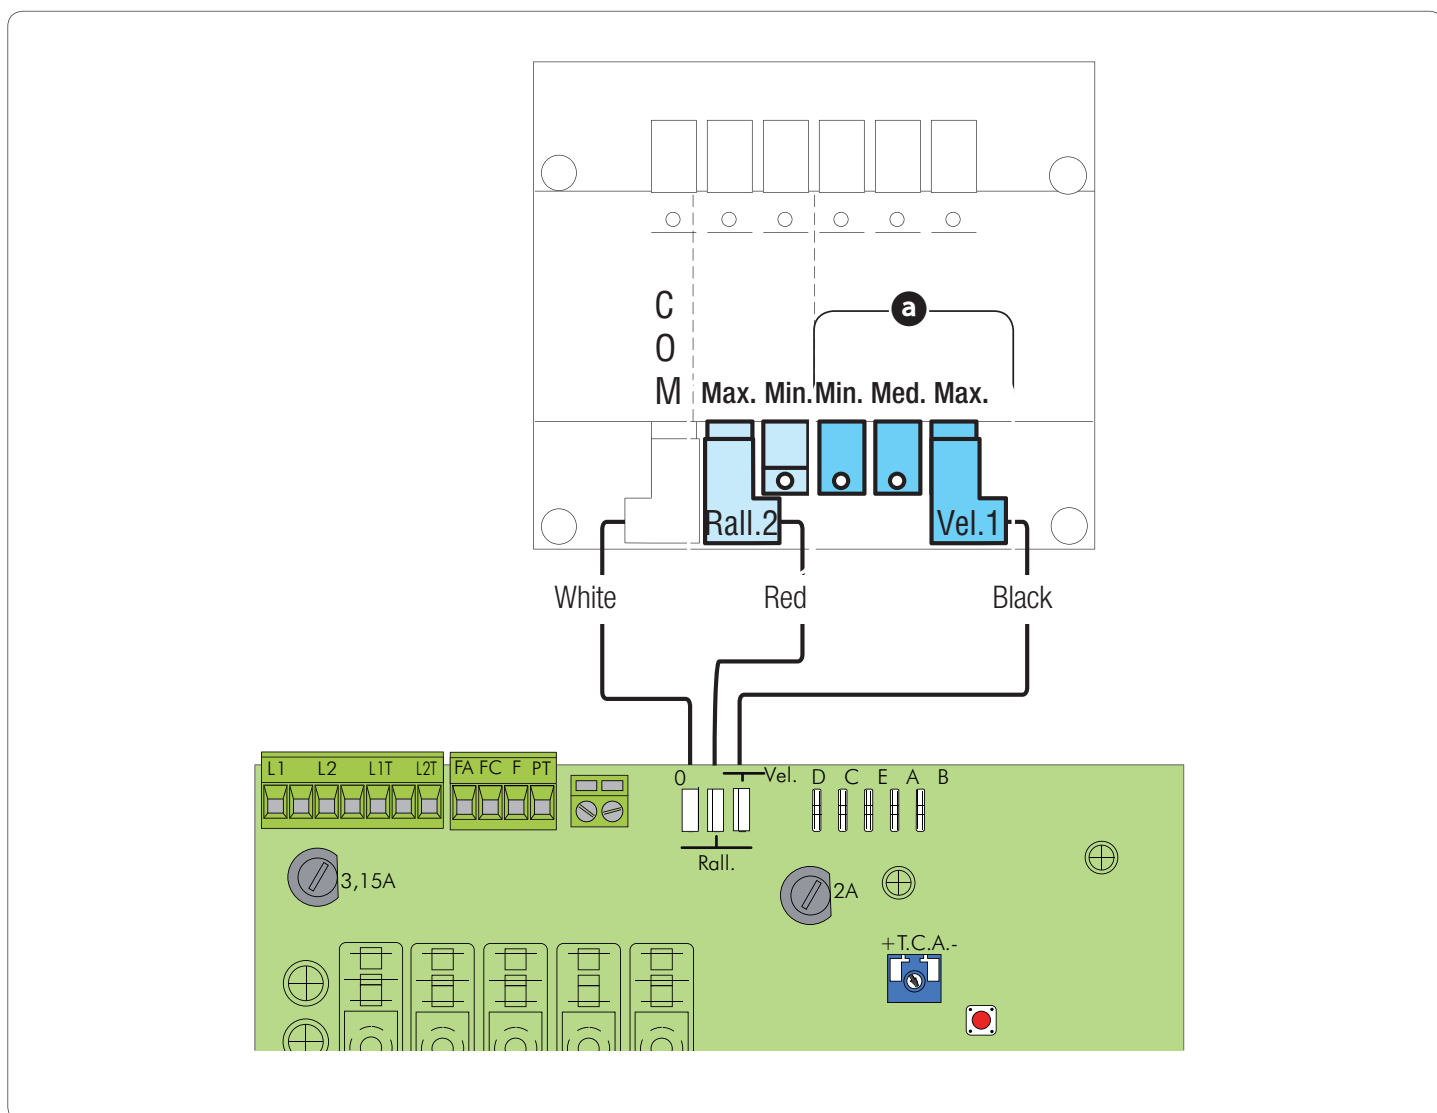 a
C
O
M
Max. Min. Min. Med. Max.
Rall.2 Vel.1
White Red Black
L1 L2 L1T L2T FA FC F PT 0 Vel. D C E A B
Rall.
3,15A
2A
+T.C.A.-